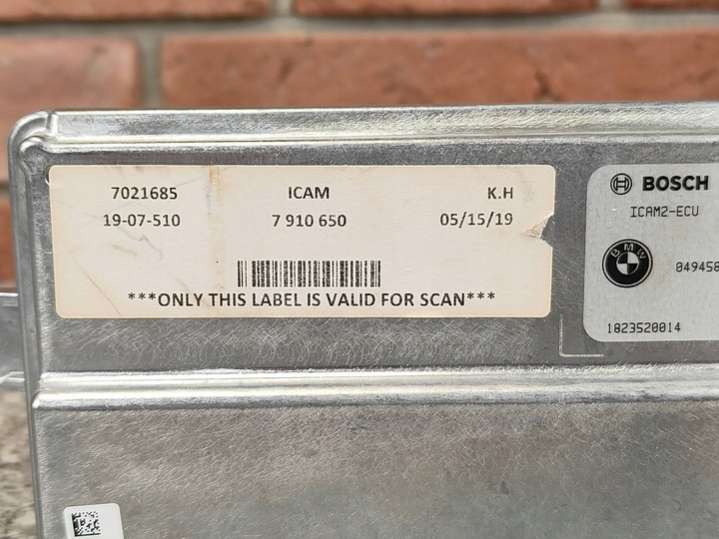 7021685 ICAM K.H
19-07-510 7 910 650 05/15/19
***ONLY THIS LABEL IS VALID FOR SCAN***
BOSCH
ICAM2-ECU
BMW
049458
1823520014